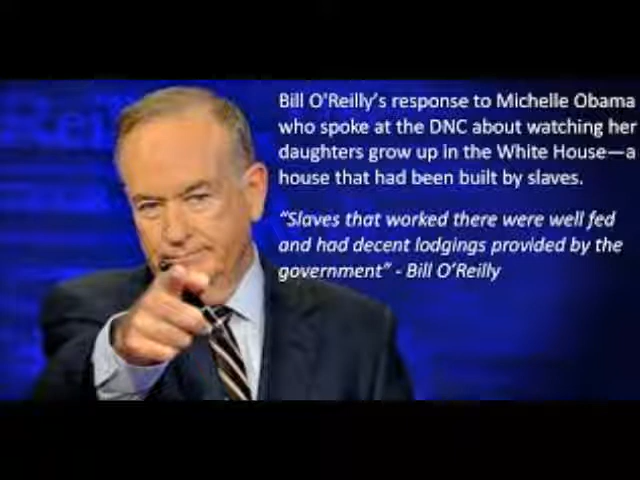 Bill O'Reilly's response to Michelle Obama
who spoke at the DNC about watching her
daughters grow up in the White House—a
house that had been built by slaves.
"Slaves that worked there were well fed
and had decent lodgings provided by the
government" - Bill O'Reilly